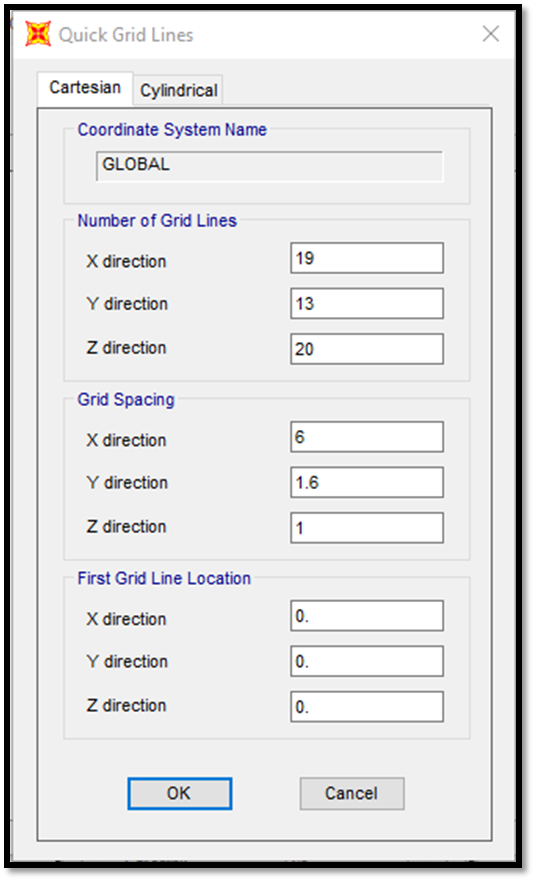 Quick Grid Lines
Cartesian Cylindrical
Coordinate System Name
GLOBAL
Number of Grid Lines
X direction 19
Y direction 13
Z direction 20
Grid Spacing
X direction 6
Y direction 1.6
Z direction 1
First Grid Line Location
X direction 0.
Y direction 0.
Z direction 0.
OK Cancel